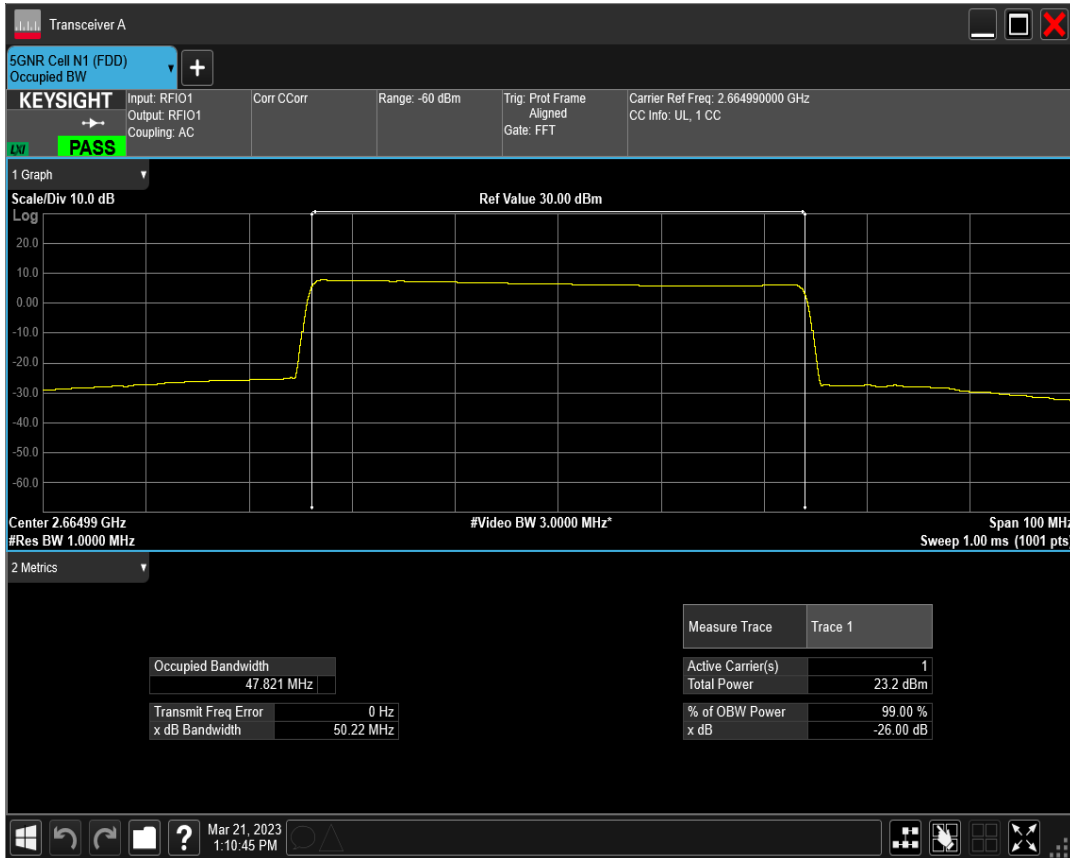 Transceiver A
5GNR Cell N1 (FDD)
Occupied BW
+
KEYSIGHT
LXI
PASS
Input: RFIO1
Output: RFIO1
Coupling: AC
Corr CCorr
Range: -60 dBm
Trig: Prot Frame
Aligned
Gate: FFT
Carrier Ref Freq: 2.664990000 GHz
CC Info: UL, 1 CC
1 Graph
Scale/Div 10.0 dB
Ref Value 30.00 dBm
Log
20.0
10.0
0.00
-10.0
-20.0
-30.0
-40.0
-50.0
-60.0
Center 2.66499 GHz
#Video BW 3.0000 MHz*
Span 100 MHz
#Res BW 1.0000 MHz
Sweep 1.00 ms (1001 pts)
2 Metrics
Measure Trace Trace 1
Occupied Bandwidth
47.821 MHz
Active Carrier(s) 1
Total Power 23.2 dBm
Transmit Freq Error 0 Hz
x dB Bandwidth 50.22 MHz
% of OBW Power 99.00 %
x dB -26.00 dB
?
Mar 21, 2023
1:10:45 PM